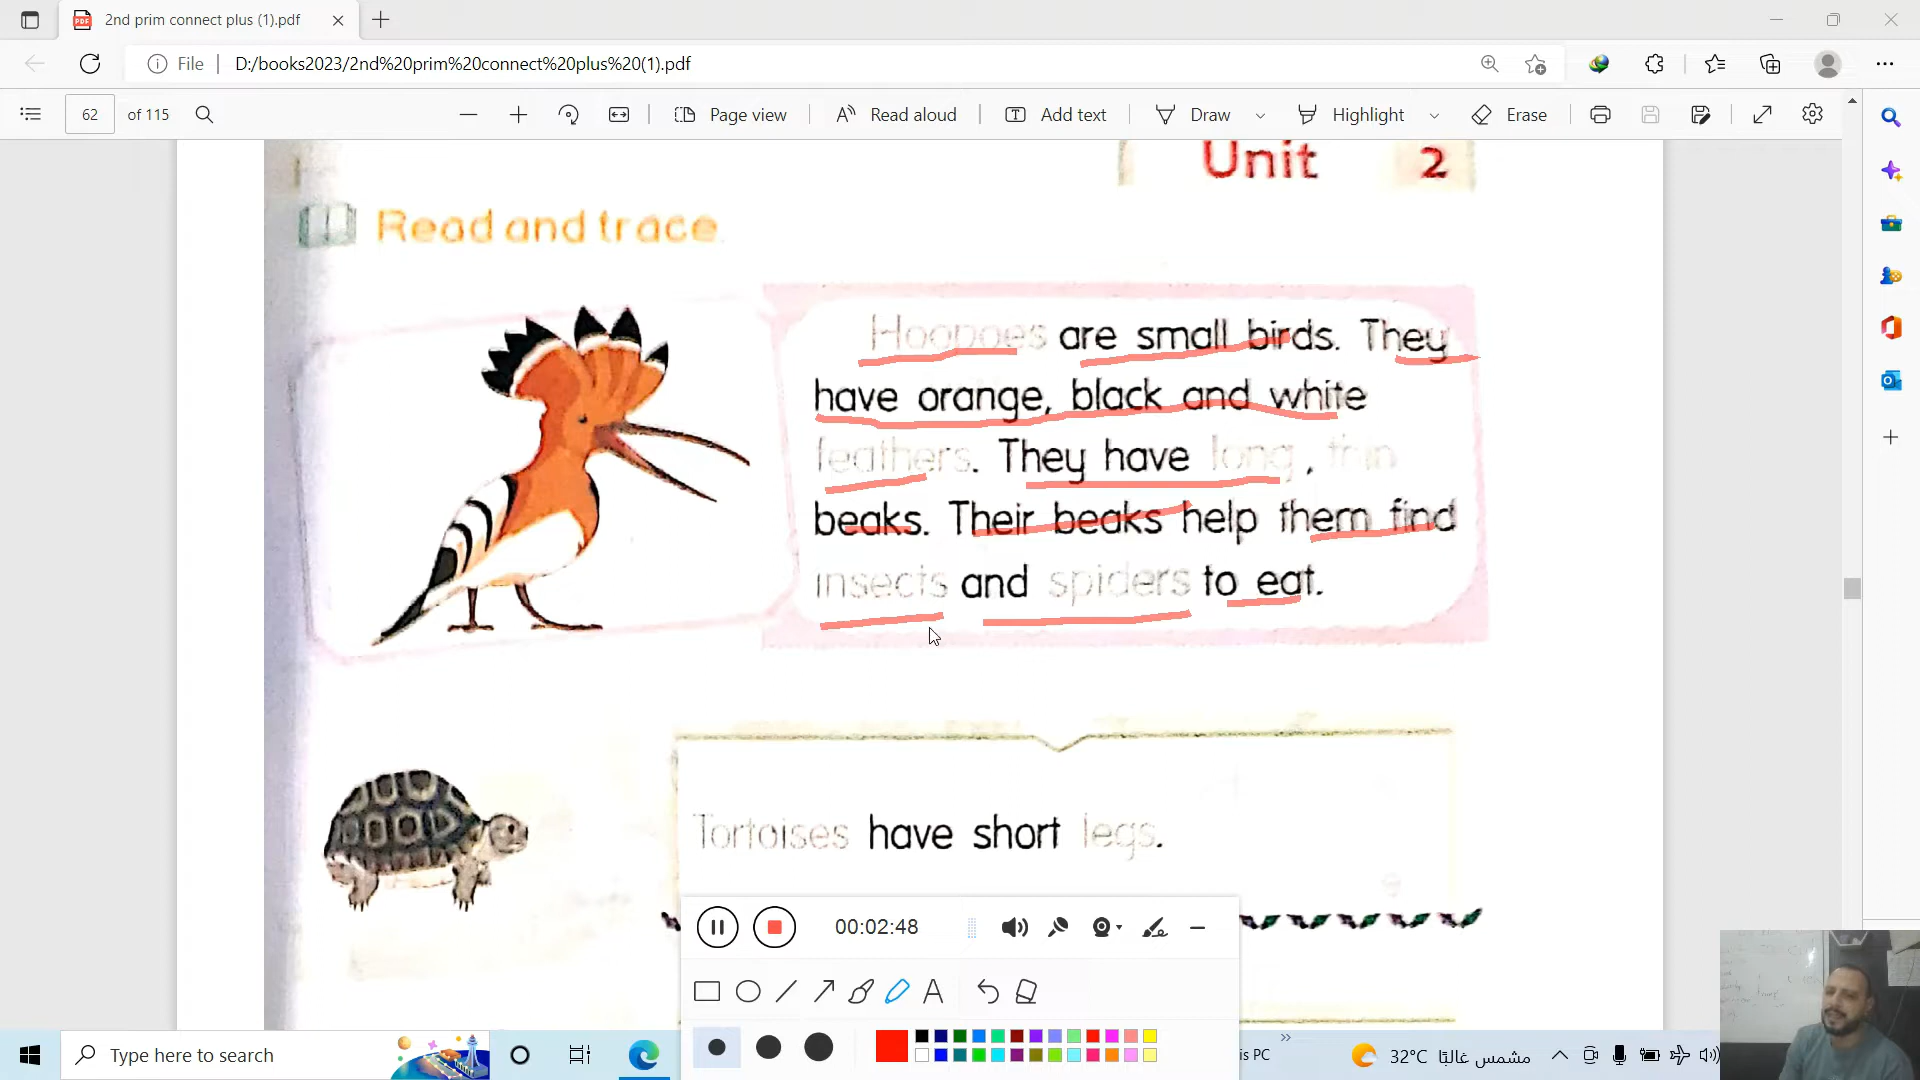 2nd prim connect plus (1).pdf
File
D:/books2023/2nd%20prim%20connect%20plus%20(1).pdf
62 of 115
Page view
Read aloud
Add text
Draw
Highlight
Erase
Unit 2
Read and trace
Hoopoes are small birds. They
have orange, black and white
feathers. They have long, thin
beaks. Their beaks help them find
insects and spiders to eat.
Tortoises have short legs.
00:02:48
Type here to search
is PC
32°C مشمس غالبًا